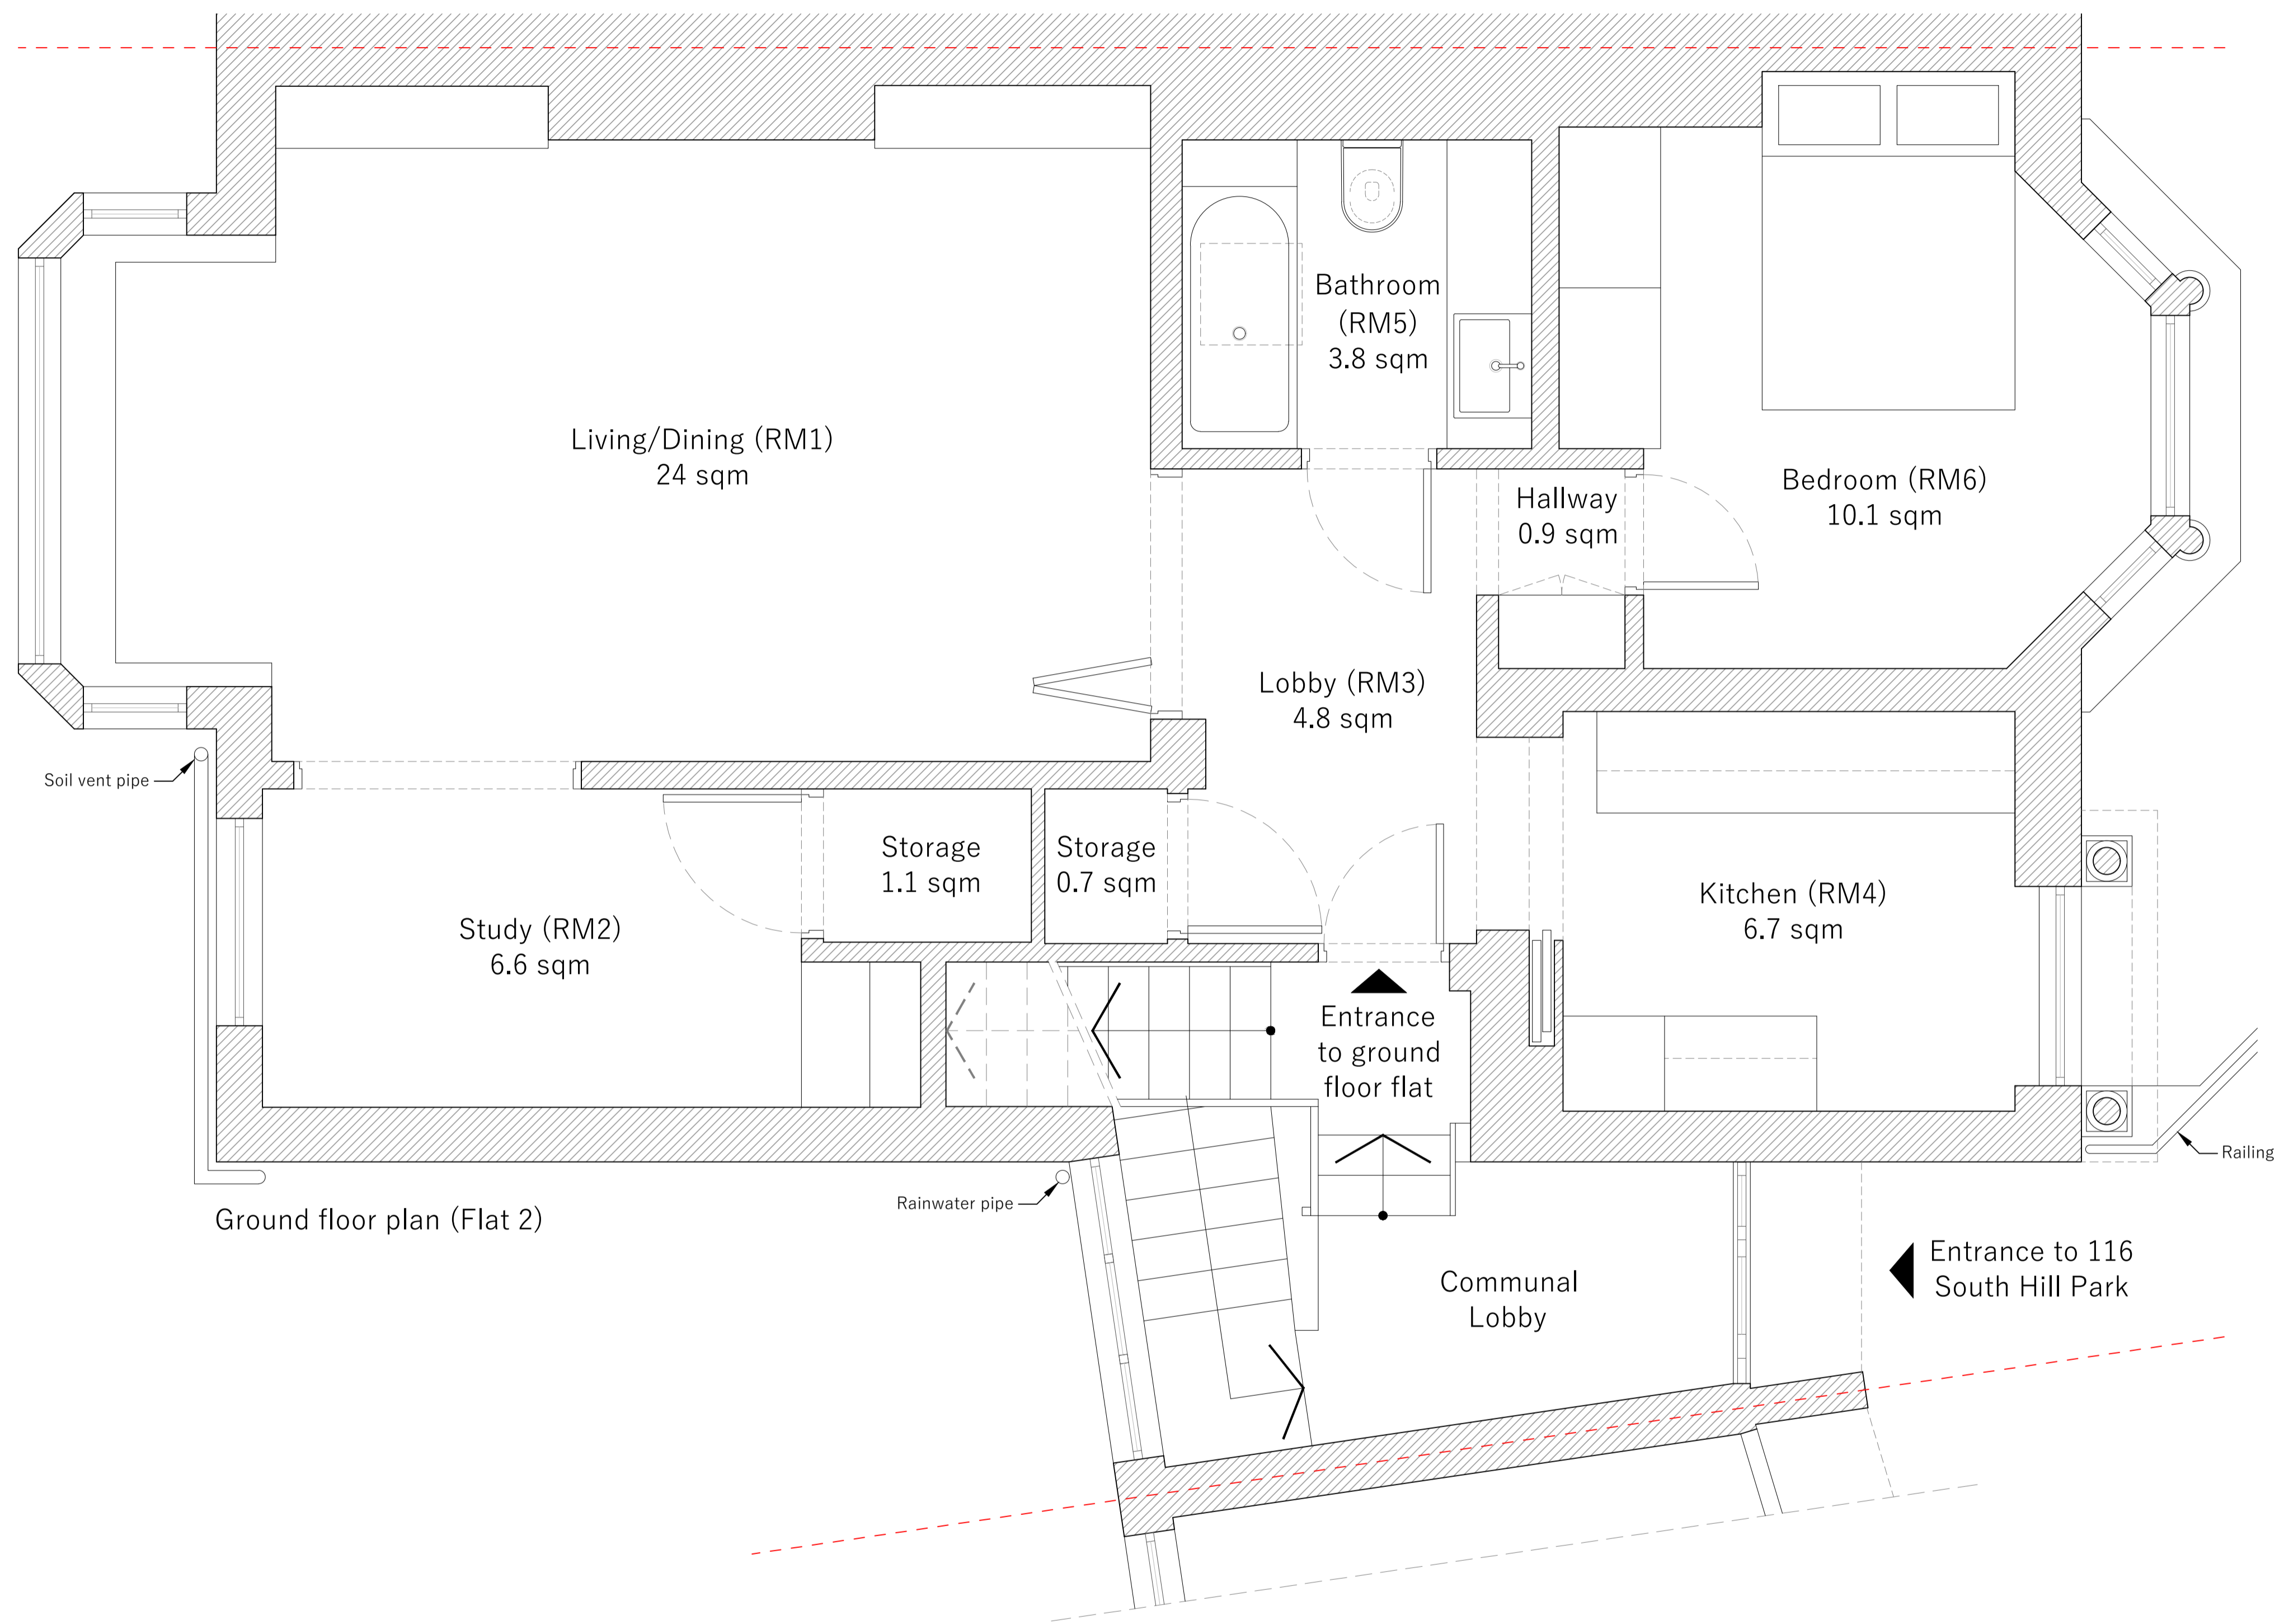 Bathroom
(RM5)
3.8 sqm
Living/Dining (RM1)
24 sqm
Bedroom (RM6)
10.1 sqm
Hallway
0.9 sqm
Lobby (RM3)
4.8 sqm
Soil vent pipe
Storage
1.1 sqm
Storage
0.7 sqm
Kitchen (RM4)
6.7 sqm
Study (RM2)
6.6 sqm
Entrance
to ground
floor flat
Railing
Rainwater pipe
Ground floor plan (Flat 2)
Entrance to 116
South Hill Park
Communal
Lobby